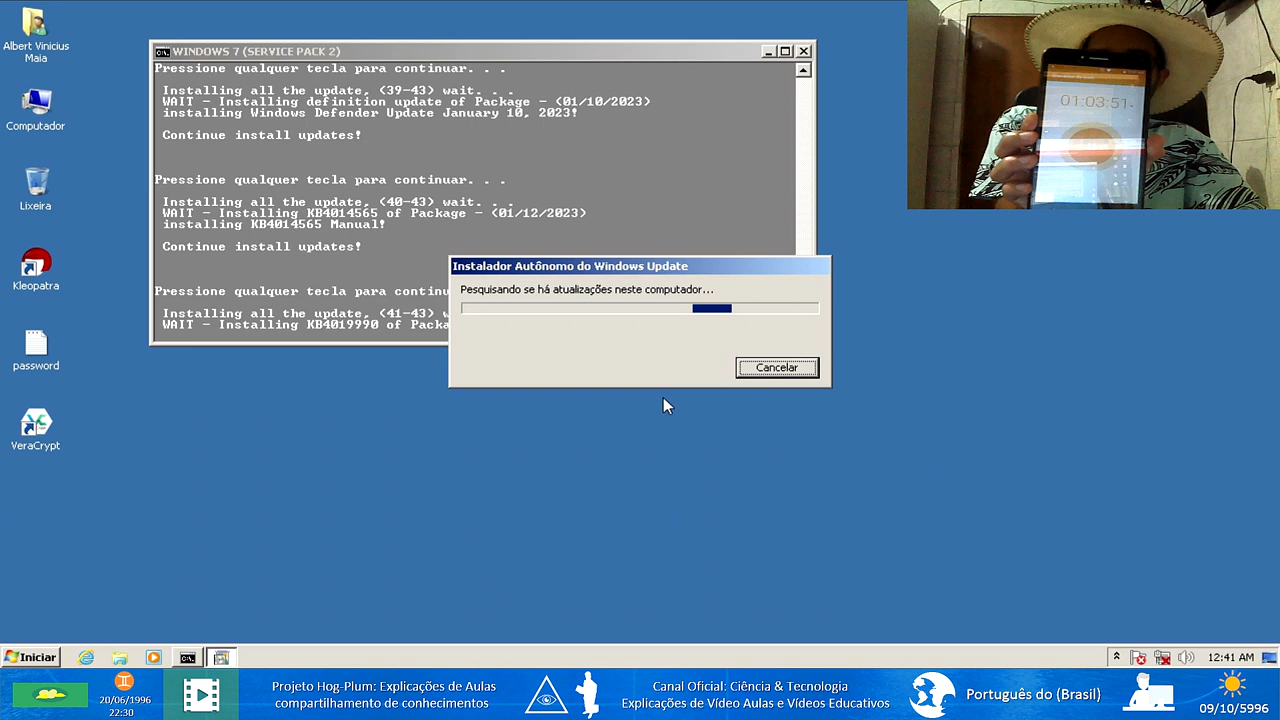 Albert Vinicius
Maia
Computador
Lixeira
Kleopatra
password
VeraCrypt
WINDOWS 7 (SERVICE PACK 2)
Pressione qualquer tecla para continuar. . .
Installing all the update, (39-43) wait. . .
WAIT - Installing definition update of Package - (01/10/2023)
installing Windows Defender Update January 10, 2023!
Continue install updates!
Pressione qualquer tecla para continuar. . .
Installing all the update, (40-43) wait. . .
WAIT - Installing KB4014565 of Package - (01/12/2023)
installing KB4014565 Manual!
Continue install updates!
Pressione qualquer tecla para continu
Installing all the update, (41-43) w
WAIT - Installing KB4019990 of Packa
Instalador Autônomo do Windows Update
Pesquisando se há atualizações neste computador...
Cancelar
01:03:51
Iniciar
12:41 AM
20/06/1996
22:30
Projeto Hog-Plum: Explicações de Aulas
compartilhamento de conhecimentos
Canal Oficial: Ciência & Tecnologia
Explicações de Vídeo Aulas e Vídeos Educativos
Português do (Brasil)
09/10/5996